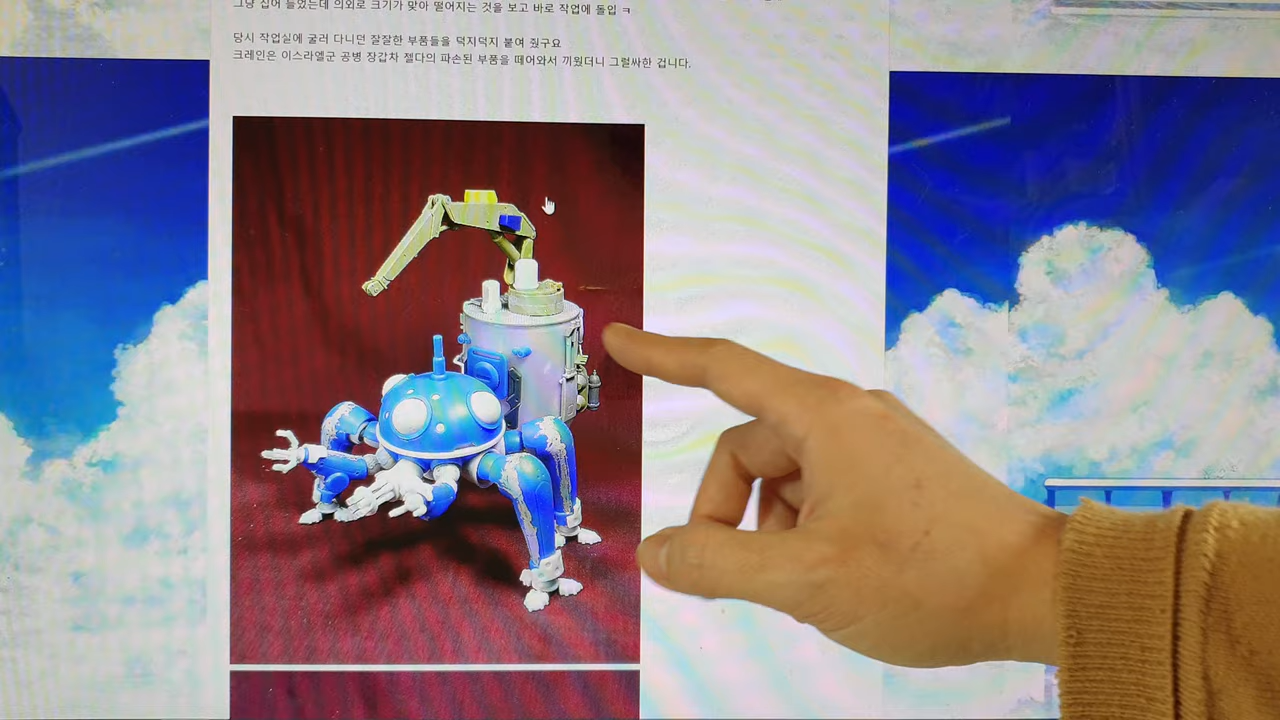 그냥 집어 들었는데 의외로 크기가 맞아 떨어지는 것을 보고 바로 작업에 돌입 ㅋ
당시 작업실에 굴러 다니던 잘잘한 부품들을 덕지덕지 붙여 줬구요
크레인은 이스라엘군 공병 장갑차 젤다의 파손된 부품을 떼어와서 끼웠더니 그럴싸한 겁니다.